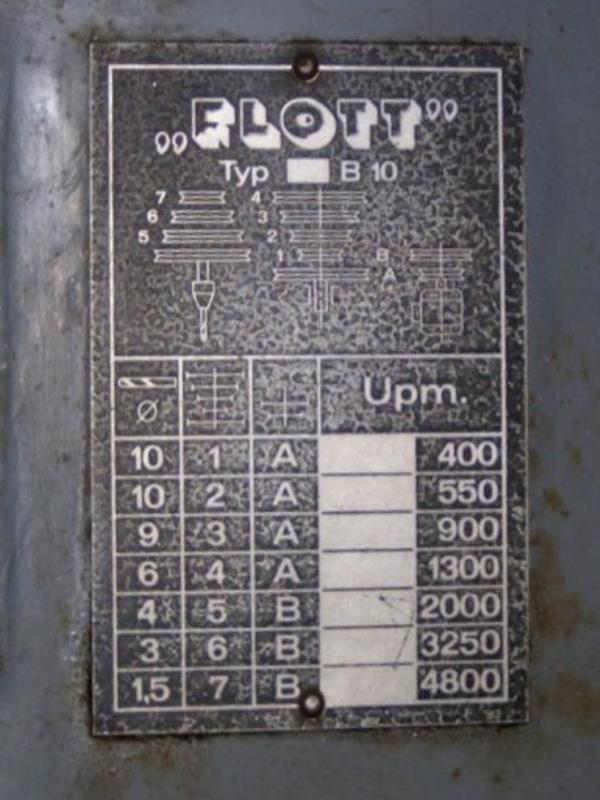 „FLOTT”
Typ B 10
7 4
6 3
5 2
1 B
A
Ø Upm.
10 1 A 400
10 2 A 550
9 3 A 900
6 4 A 1300
4 5 B 2000
3 6 B 3250
1,5 7 B 4800